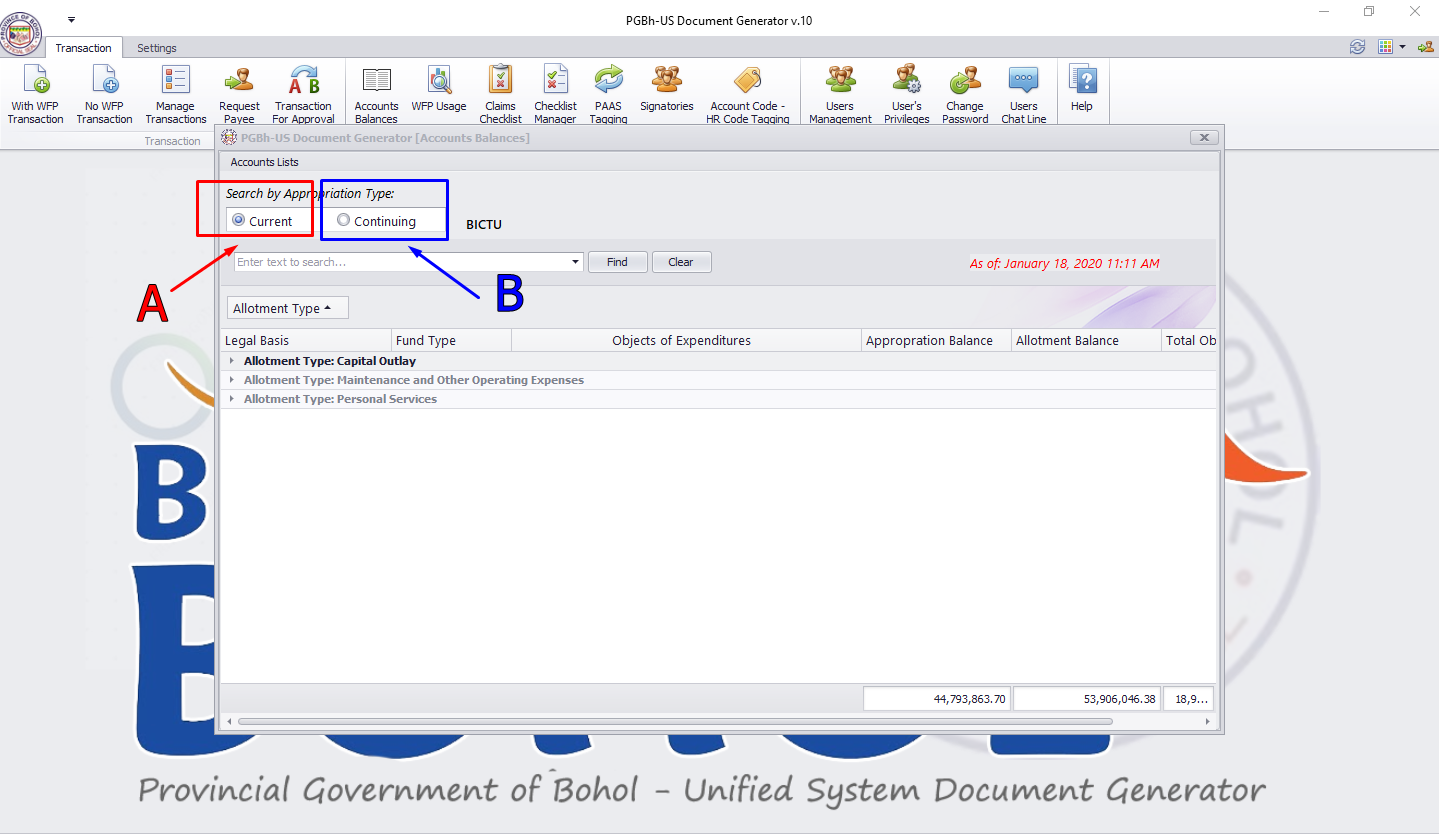 PGBh-US Document Generator v.10
Transaction Settings
With WFP Transaction
No WFP Transaction
Manage Transactions
Request Payee
Transaction For Approval
Accounts Balances
WFP Usage
Claims Checklist
Checklist Manager
PAAS Tagging
Signatories
Account Code - HR Code Tagging
Users Management
User's Privileges
Change Password
Users Chat Line
Help
Transaction
PGBh-US Document Generator [Accounts Balances]
Accounts Lists
Search by Appropriation Type:
Current Continuing BICTU
Enter text to search... Find Clear As of: January 18, 2020 11:11 AM
A B
Allotment Type
Legal Basis Fund Type Objects of Expenditures Appropration Balance Allotment Balance Total Ob
Allotment Type: Capital Outlay
Allotment Type: Maintenance and Other Operating Expenses
Allotment Type: Personal Services
44,793,863.70 53,906,046.38 18,9...
Provincial Government of Bohol - Unified System Document Generator